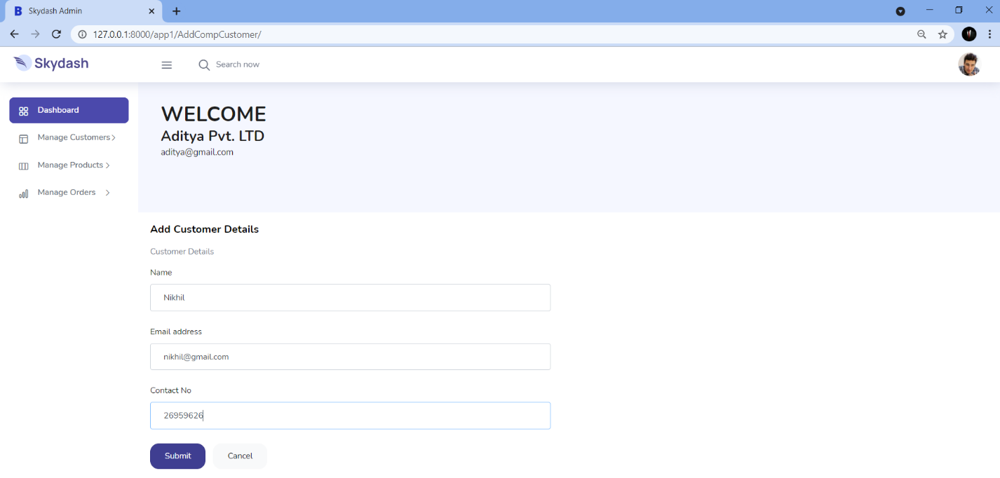 Skydash Admin
127.0.0.1:8000/app1/AddCompCustomer/
Skydash
Search now
Dashboard
Manage Customers
Manage Products
Manage Orders
WELCOME
Aditya Pvt. LTD
aditya@gmail.com
Add Customer Details
Customer Details
Name
Nikhil
Email address
nikhil@gmail.com
Contact No
26959626
Submit Cancel